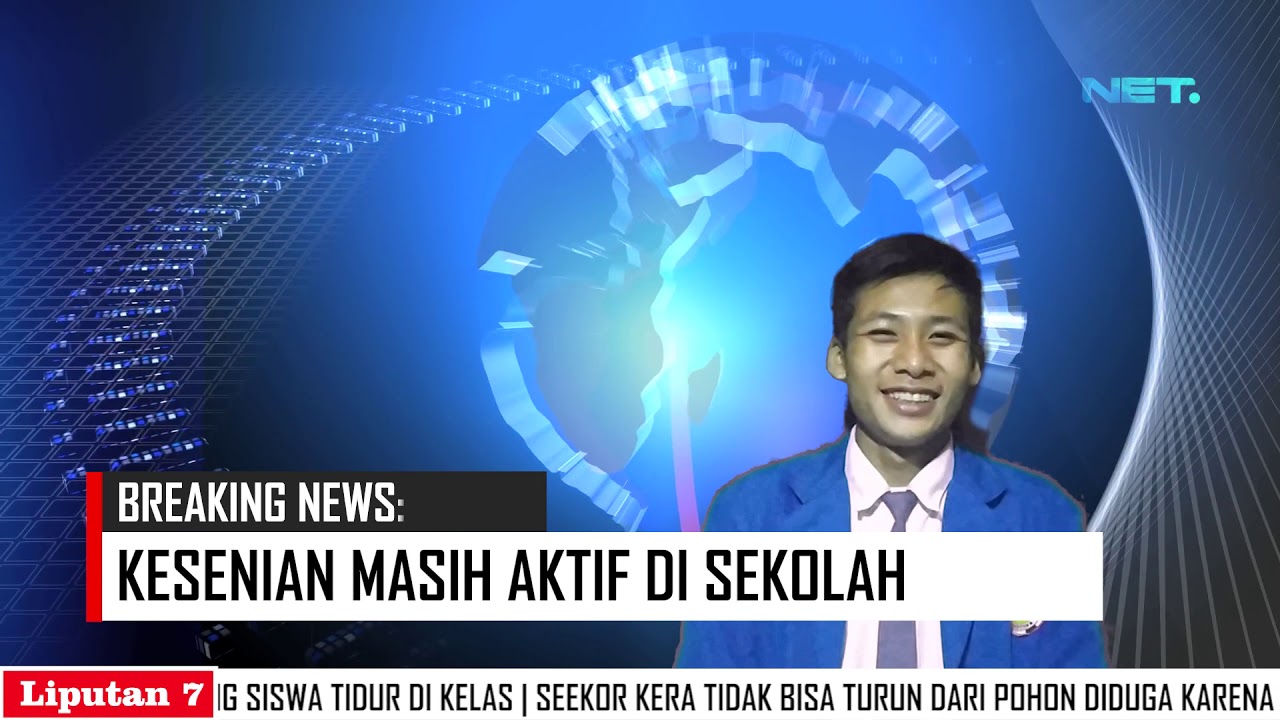 NET.
BREAKING NEWS:
KESENIAN MASIH AKTIF DI SEKOLAH
Liputan 7
G SISWA TIDUR DI KELAS | SEEKOR KERA TIDAK BISA TURUN DARI POHON DIDUGA KARENA